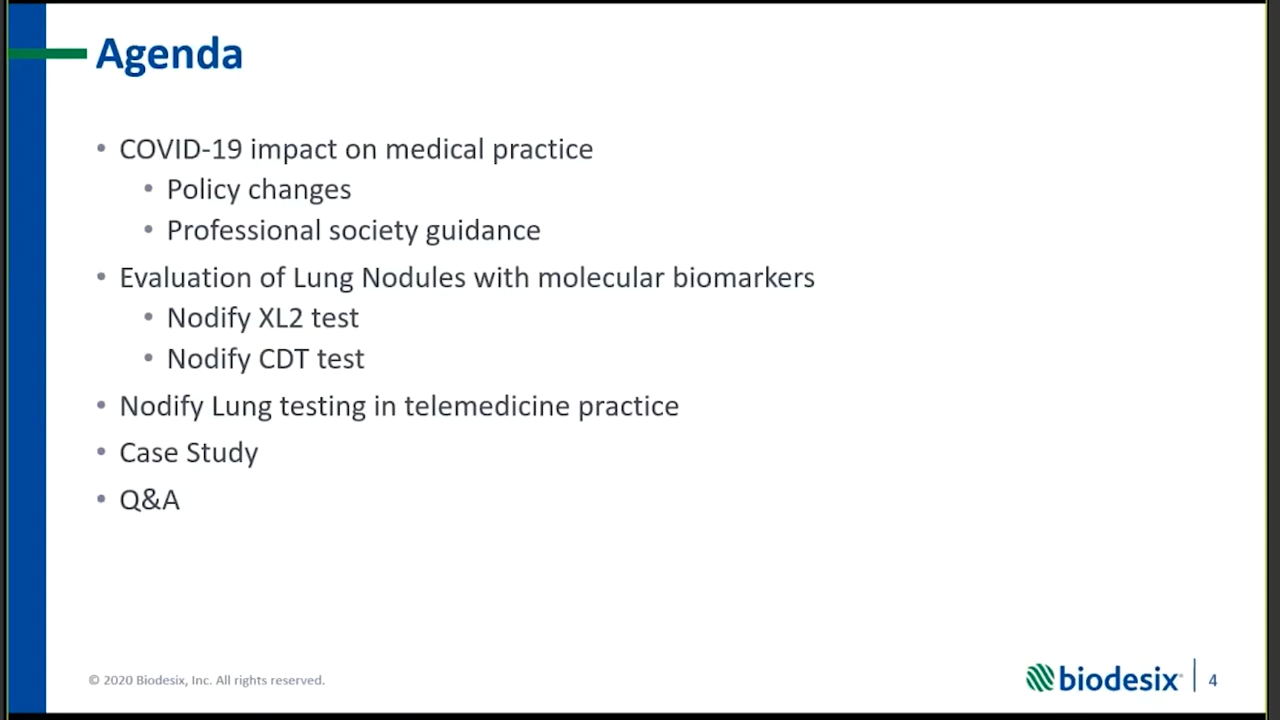 Agenda
• COVID-19 impact on medical practice
• Policy changes
• Professional society guidance
• Evaluation of Lung Nodules with molecular biomarkers
• Nodify XL2 test
• Nodify CDT test
• Nodify Lung testing in telemedicine practice
• Case Study
• Q&A
© 2020 Biodesix, Inc. All rights reserved.
biodesix
4